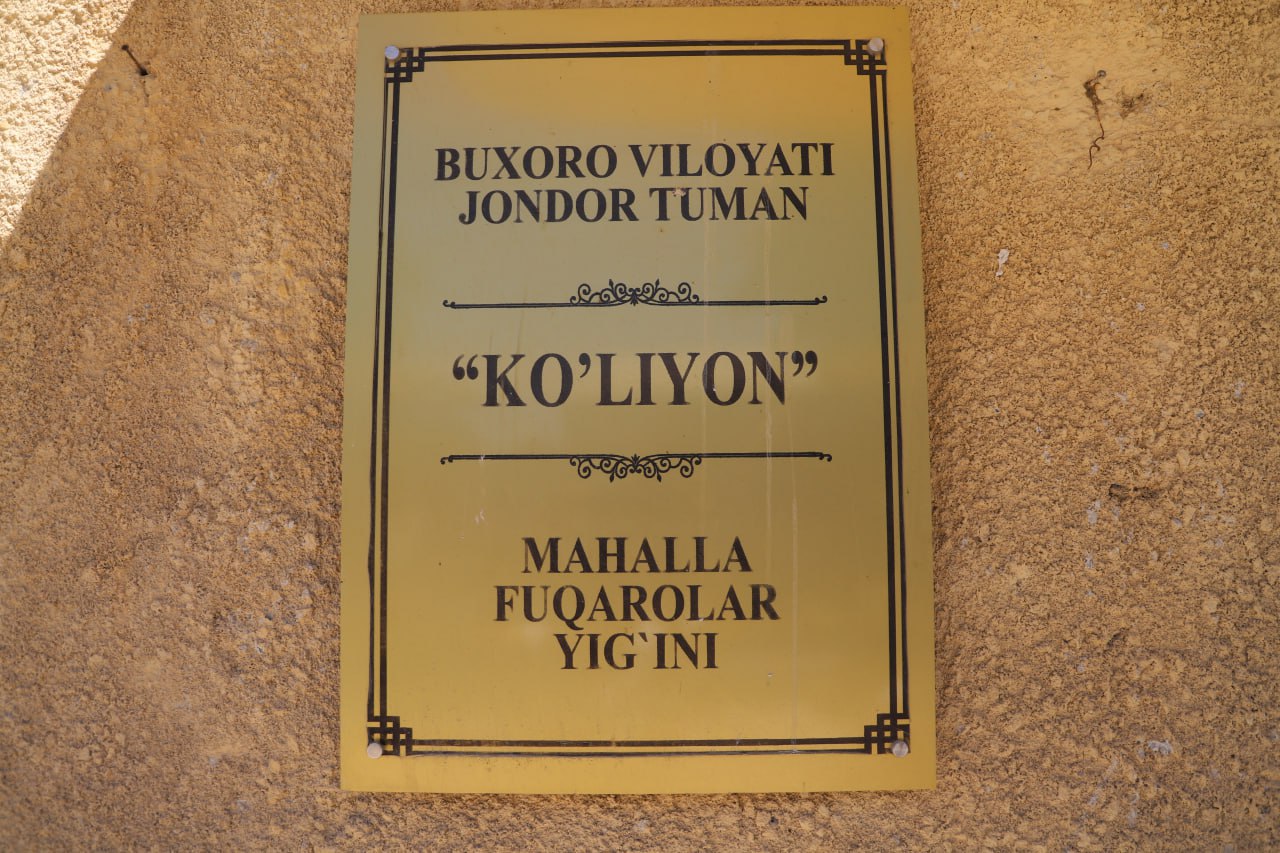 BUXORO VILOYATI
JONDOR TUMAN
“KO’LIYON”
MAHALLA
FUQAROLAR
YIG`INI